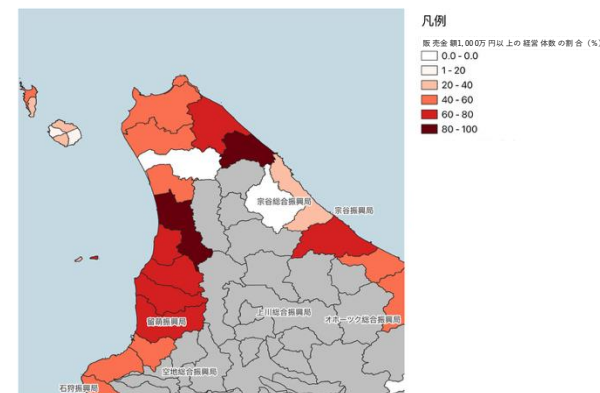 凡例
販売金額1,000万円以上の経営体数の割合（%）
0.0 - 0.0
1 - 20
20 - 40
40 - 60
60 - 80
80 - 100
宗谷総合振興局
宗谷振興局
上川総合振興局
オホーツク総合振興局
留萌振興局
空地総合振興局
石狩振興局